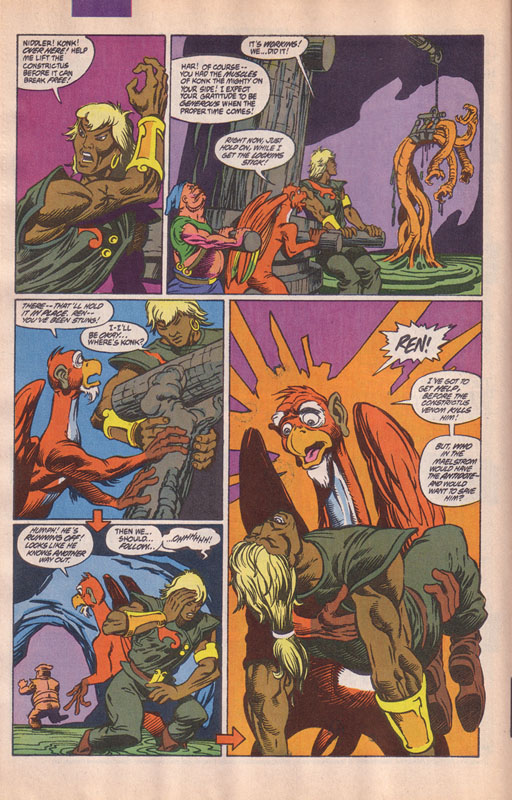 NIDDLER! KONK!
OVER HERE! HELP
ME LIFT THE
CONSTRICTUS
BEFORE IT CAN
BREAK FREE!
IT'S WORKING!
WE...DID IT!
HAR! OF COURSE--
YOU HAD THE MUSCLES
OF KONK THE MIGHTY ON
YOUR SIDE! I EXPECT
YOUR GRATITUDE TO BE
GENEROUS WHEN THE
PROPER TIME COMES!
RIGHT NOW, JUST
HOLD ON, WHILE I
GET THE LOCKING
STICK!
THERE--THAT'LL HOLD
IT IN PLACE. REN--
YOU'VE BEEN STUNG!
I-I'LL
BE OKAY...
WHERE'S KONK?
HUMPH! HE'S
RUNNING OFF!
LOOKS LIKE HE
KNOWS ANOTHER
WAY OUT.
THEN WE...
SHOULD...
FOLLOW...
...OHHHHH!
REN!
I'VE GOT TO
GET HELP,
BEFORE THE
CONSTRICTUS
VENOM KILLS
HIM!
BUT, WHO
IN THE
MAELSTROM
WOULD HAVE
THE ANTIDOTE--
AND WOULD
WANT TO SAVE
HIM?